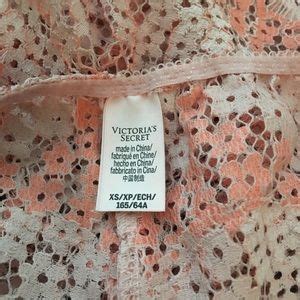 VICTORIA'S
SECRET
made in China/
fabriqué en Chine/
hecho en China/
fabbricato in Cina/
中国制造
XS/XP/ECH/
165/64A